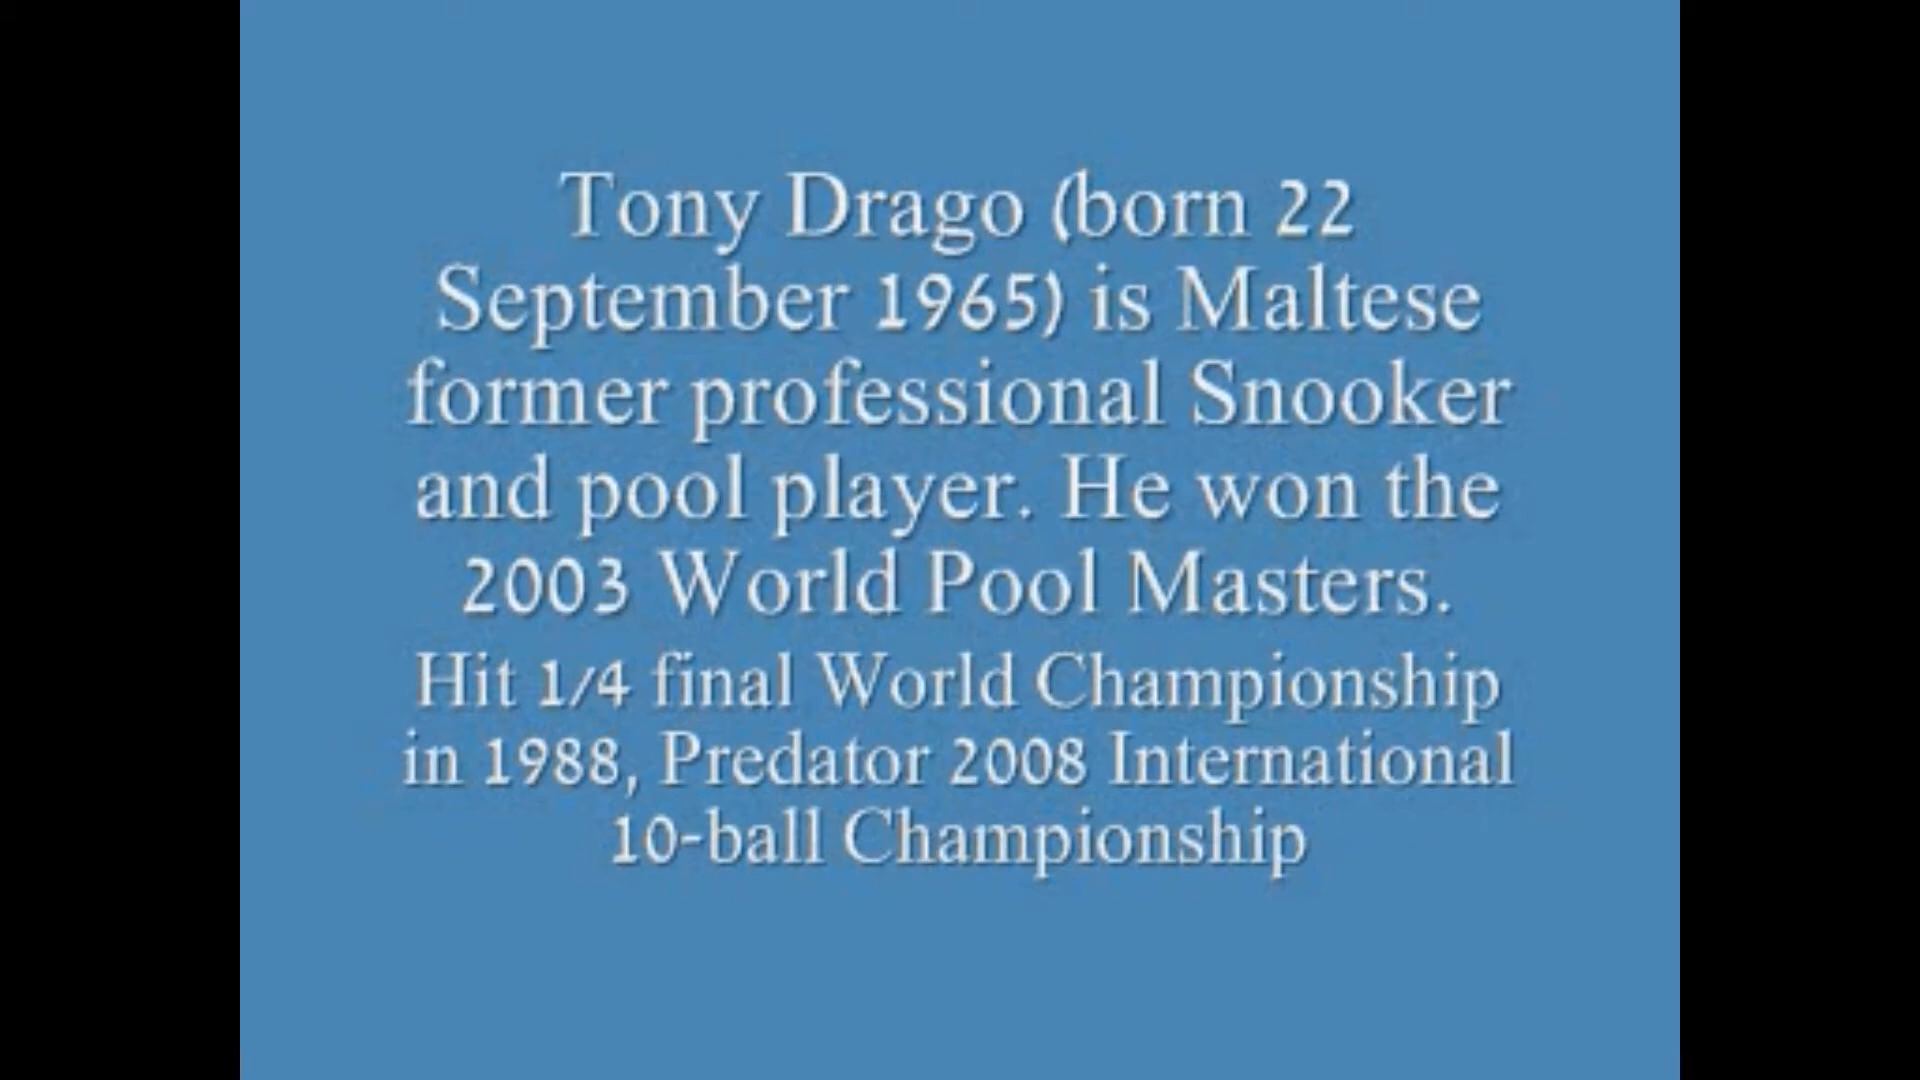 Tony Drago (born 22
September 1965) is Maltese
former professional Snooker
and pool player. He won the
2003 World Pool Masters.
Hit 1/4 final World Championship
in 1988, Predator 2008 International
10-ball Championship